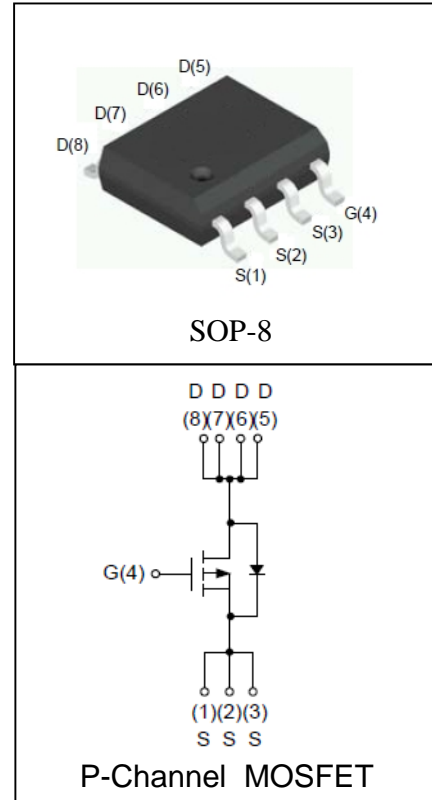 D(5)
D(6)
D(7)
D(8)
G(4)
S(3)
S(2)
S(1)
SOP-8
D D D D
(8)(7)(6)(5)
G(4)
(1)(2)(3)
S S S
P-Channel MOSFET